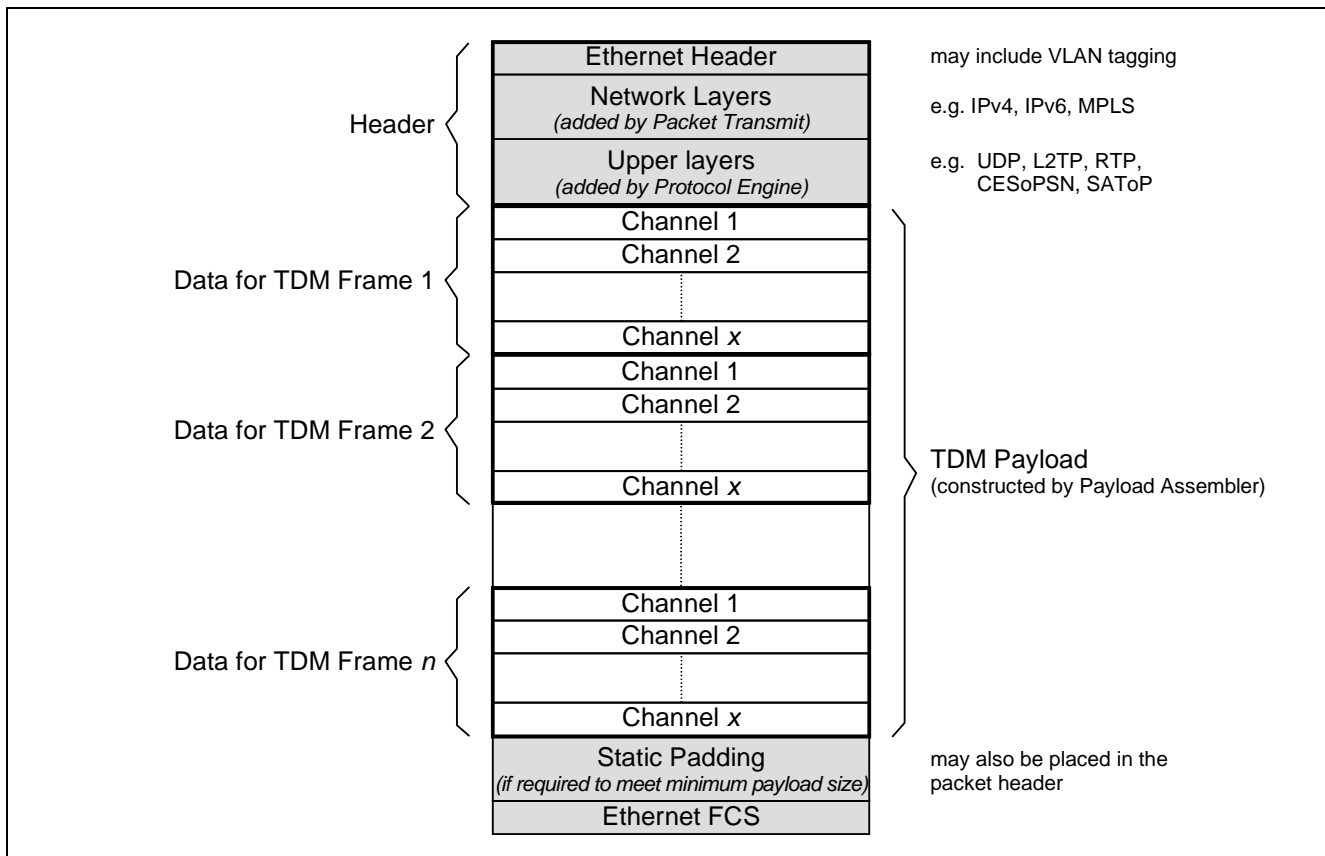 Ethernet Header
may include VLAN tagging
Network Layers
(added by Packet Transmit)
e.g. IPv4, IPv6, MPLS
Header
Upper layers
(added by Protocol Engine)
e.g. UDP, L2TP, RTP,
CESoPSN, SAToP
Channel 1
Channel 2
Data for TDM Frame 1
Channel x
Channel 1
Channel 2
Data for TDM Frame 2
Channel x
TDM Payload
(constructed by Payload Assembler)
Channel 1
Channel 2
Data for TDM Frame n
Channel x
Static Padding
(if required to meet minimum payload size)
may also be placed in the
packet header
Ethernet FCS